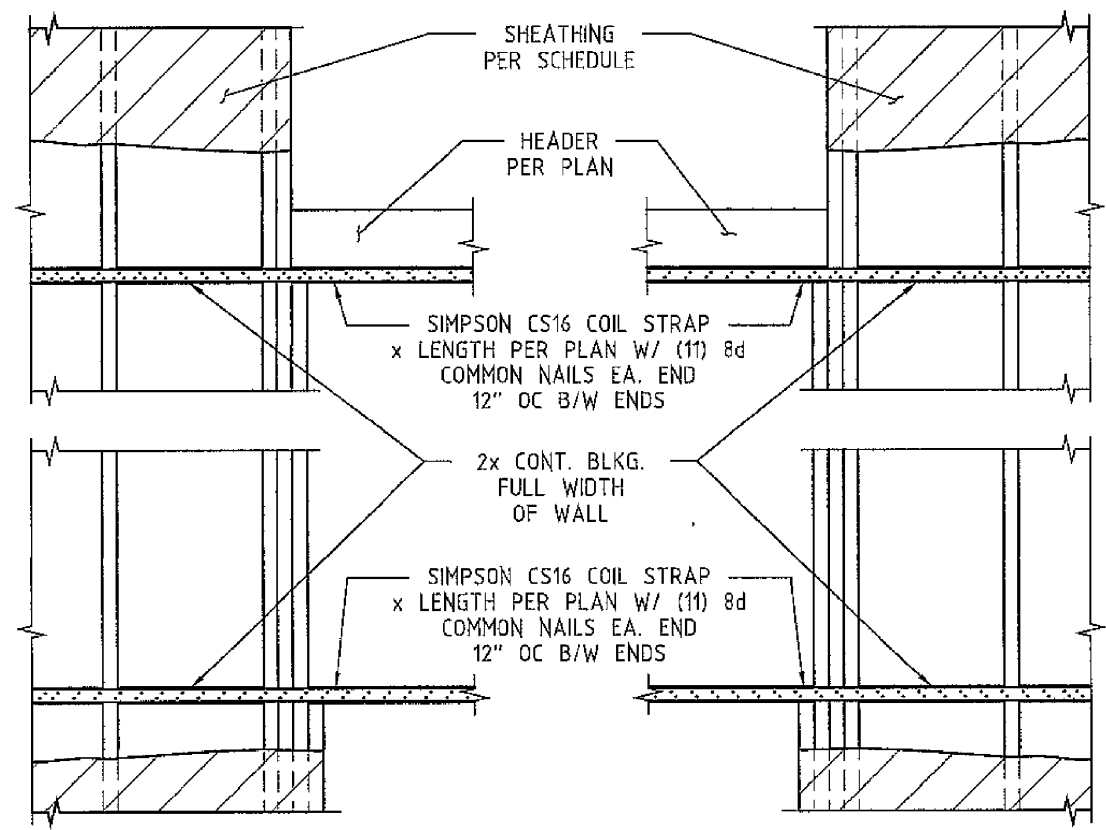 SHEATHING
PER SCHEDULE
HEADER
PER PLAN
SIMPSON CS16 COIL STRAP
x LENGTH PER PLAN W/ (11) 8d
COMMON NAILS EA. END
12" OC B/W ENDS
2x CONT. BLKG.
FULL WIDTH
OF WALL
SIMPSON CS16 COIL STRAP
x LENGTH PER PLAN W/ (11) 8d
COMMON NAILS EA. END
12" OC B/W ENDS